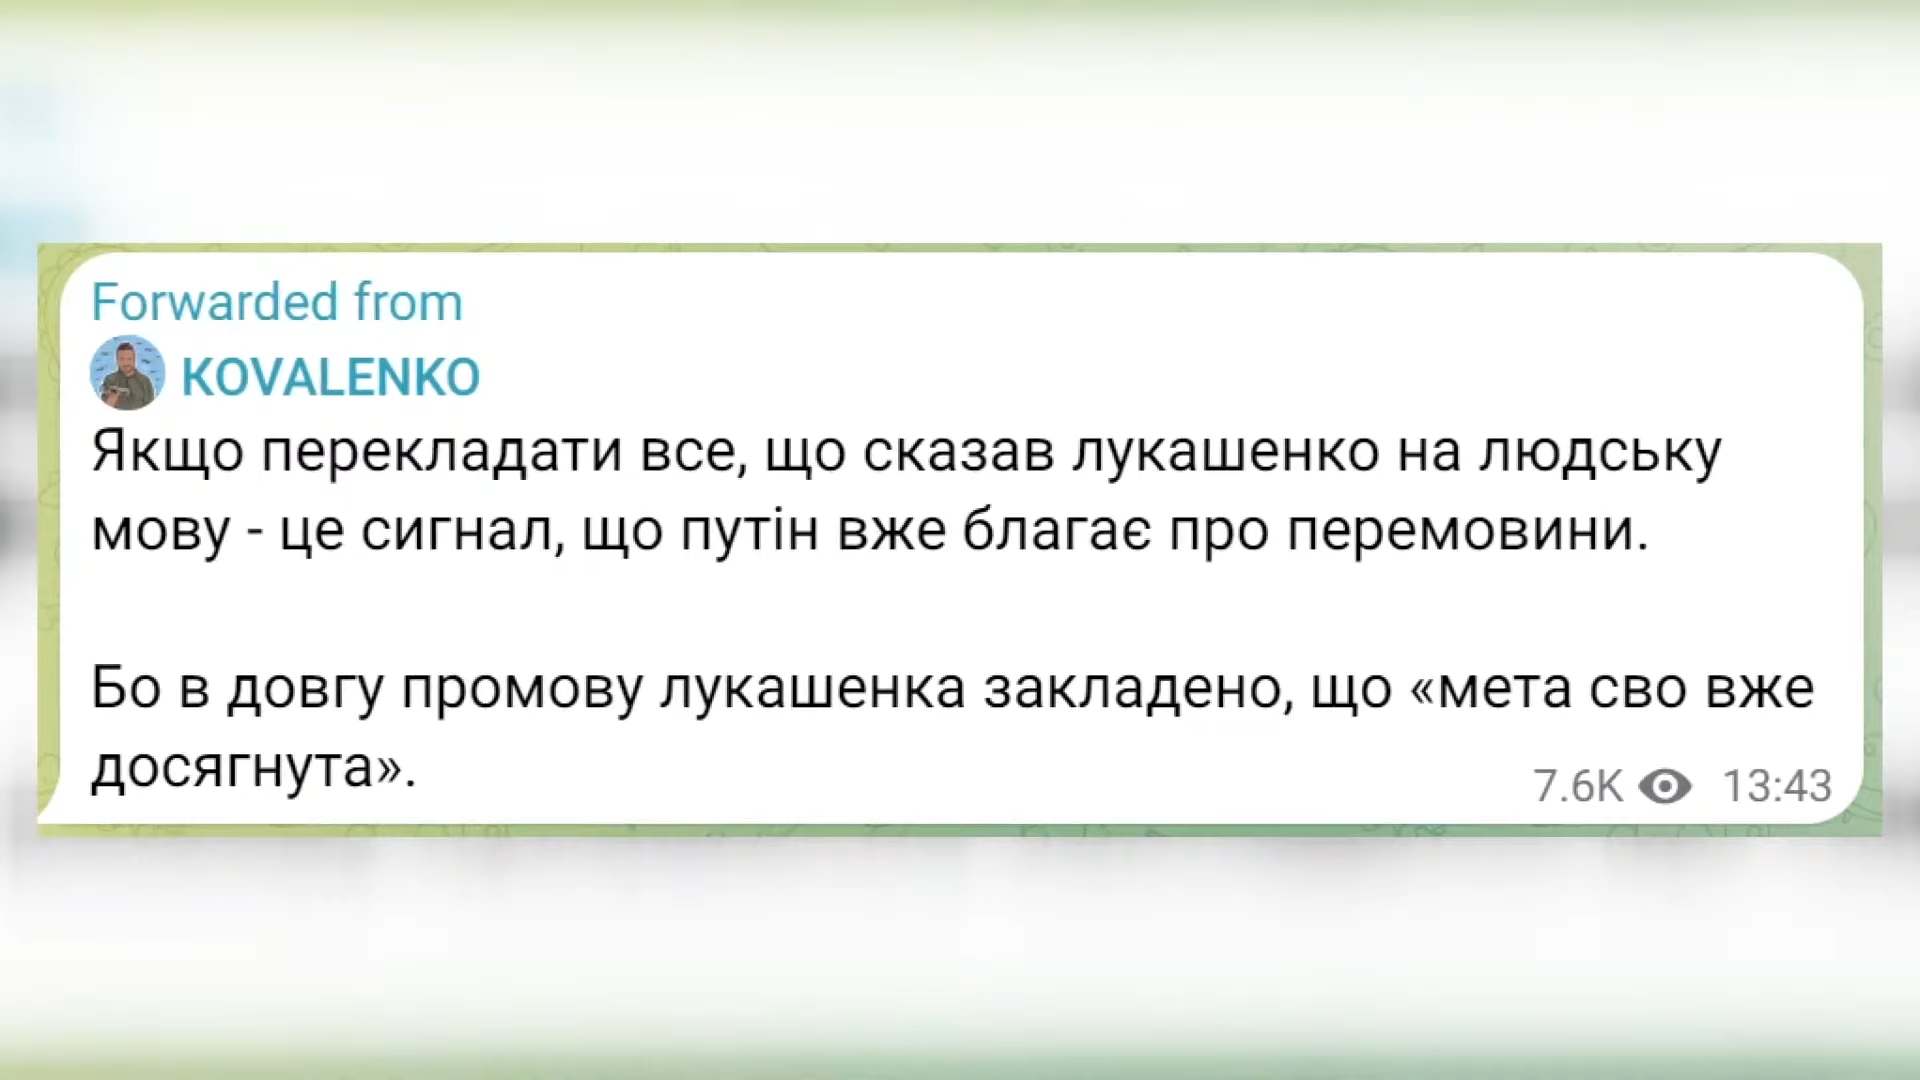 Forwarded from
KOVALENKO
Якщо перекладати все, що сказав лукашенко на людську
мову - це сигнал, що путін вже благає про перемовини.
Бо в довгу промову лукашенка закладено, що «мета сво вже
досягнута».
7.6K 13:43